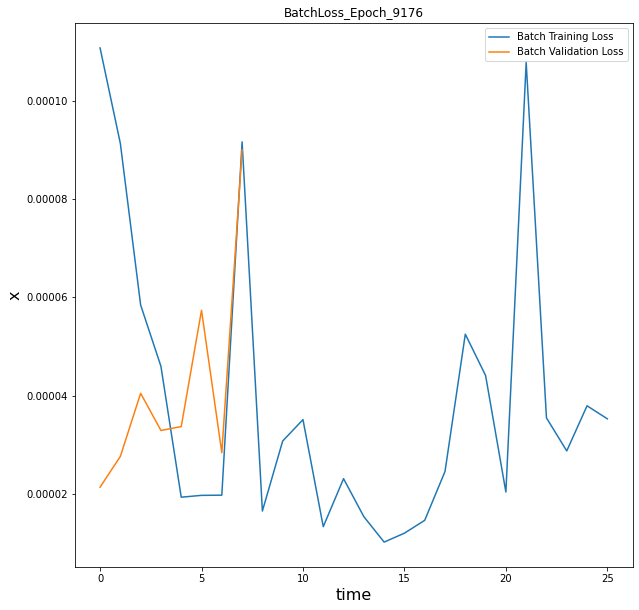 BatchLoss_Epoch_9176
Batch Training Loss
Batch Validation Loss
0.00010
0.00008
0.00006
0.00004
0.00002
x
0 5 10 15 20 25
time